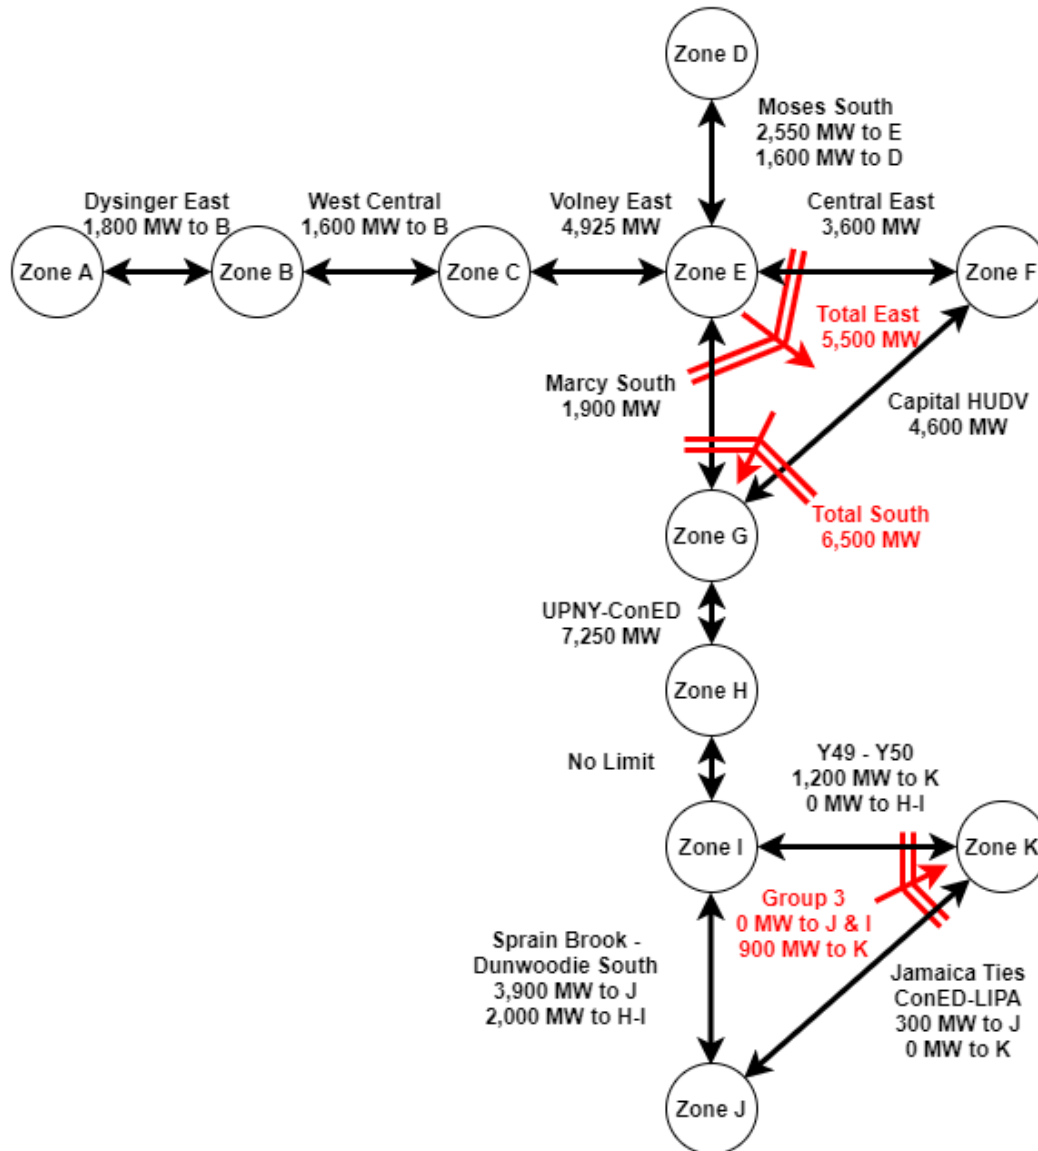 Zone D
Moses South
2,550 MW to E
1,600 MW to D
Dysinger East
1,800 MW to B
West Central
1,600 MW to B
Volney East
4,925 MW
Central East
3,600 MW
Zone A
Zone B
Zone C
Zone E
Zone F
Total East
5,500 MW
Marcy South
1,900 MW
Capital HUDV
4,600 MW
Total South
6,500 MW
Zone G
UPNY-ConED
7,250 MW
Zone H
No Limit
Y49 - Y50
1,200 MW to K
0 MW to H-I
Zone I
Zone K
Group 3
0 MW to J & I
900 MW to K
Sprain Brook -
Dunwoodie South
3,900 MW to J
2,000 MW to H-I
Jamaica Ties
ConED-LIPA
300 MW to J
0 MW to K
Zone J